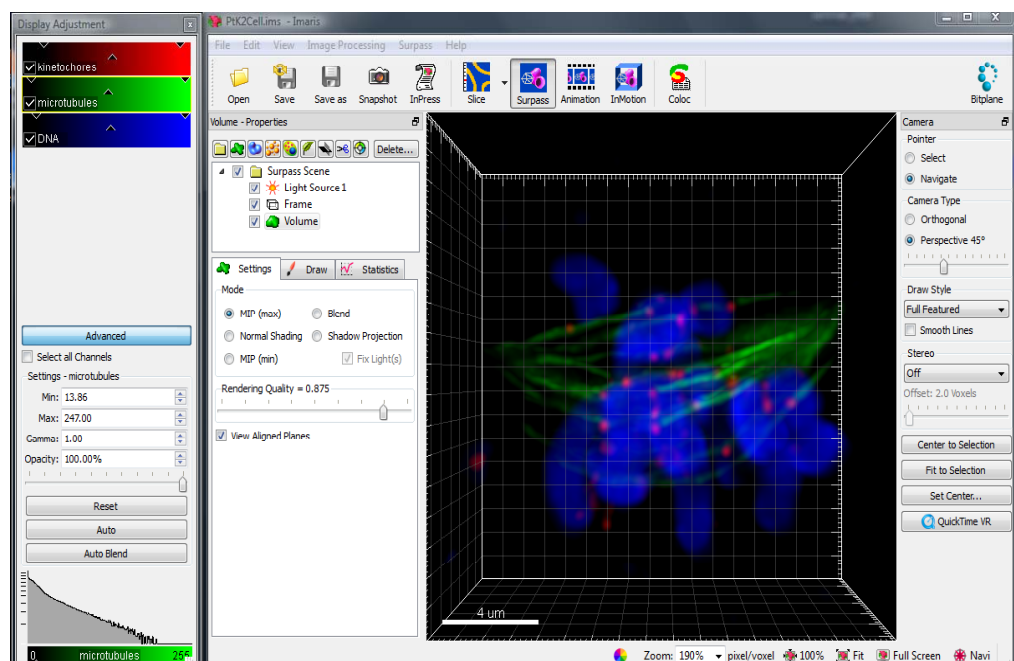 Display Adjustment
kinetochores
microtubules
DNA
Advanced
Select all Channels
Settings - microtubules
Min: 13.86
Max: 247.00
Gamma: 1.00
Opacity: 100.00%
Reset
Auto
Auto Blend
0 microtubules 255
PtK2Cell.ims - Imaris
File Edit View Image Processing Surpass Help
Open Save Save as Snapshot InPress Slice Surpass Animation InMotion Coloc Bitplane
Volume - Properties
Delete...
Surpass Scene
Light Source 1
Frame
Volume
Settings Draw Statistics
Mode
MIP (max) Blend
Normal Shading Shadow Projection
MIP (min) Fix Light(s)
Rendering Quality = 0.875
View Aligned Planes
4 um
Camera
Pointer
Select
Navigate
Camera Type
Orthogonal
Perspective 45°
Draw Style
Full Featured
Smooth Lines
Stereo
Off
Offset: 2.0 Voxels
Center to Selection
Fit to Selection
Set Center...
QuickTime VR
Zoom: 190% pixel/voxel 100% Fit Full Screen Navi